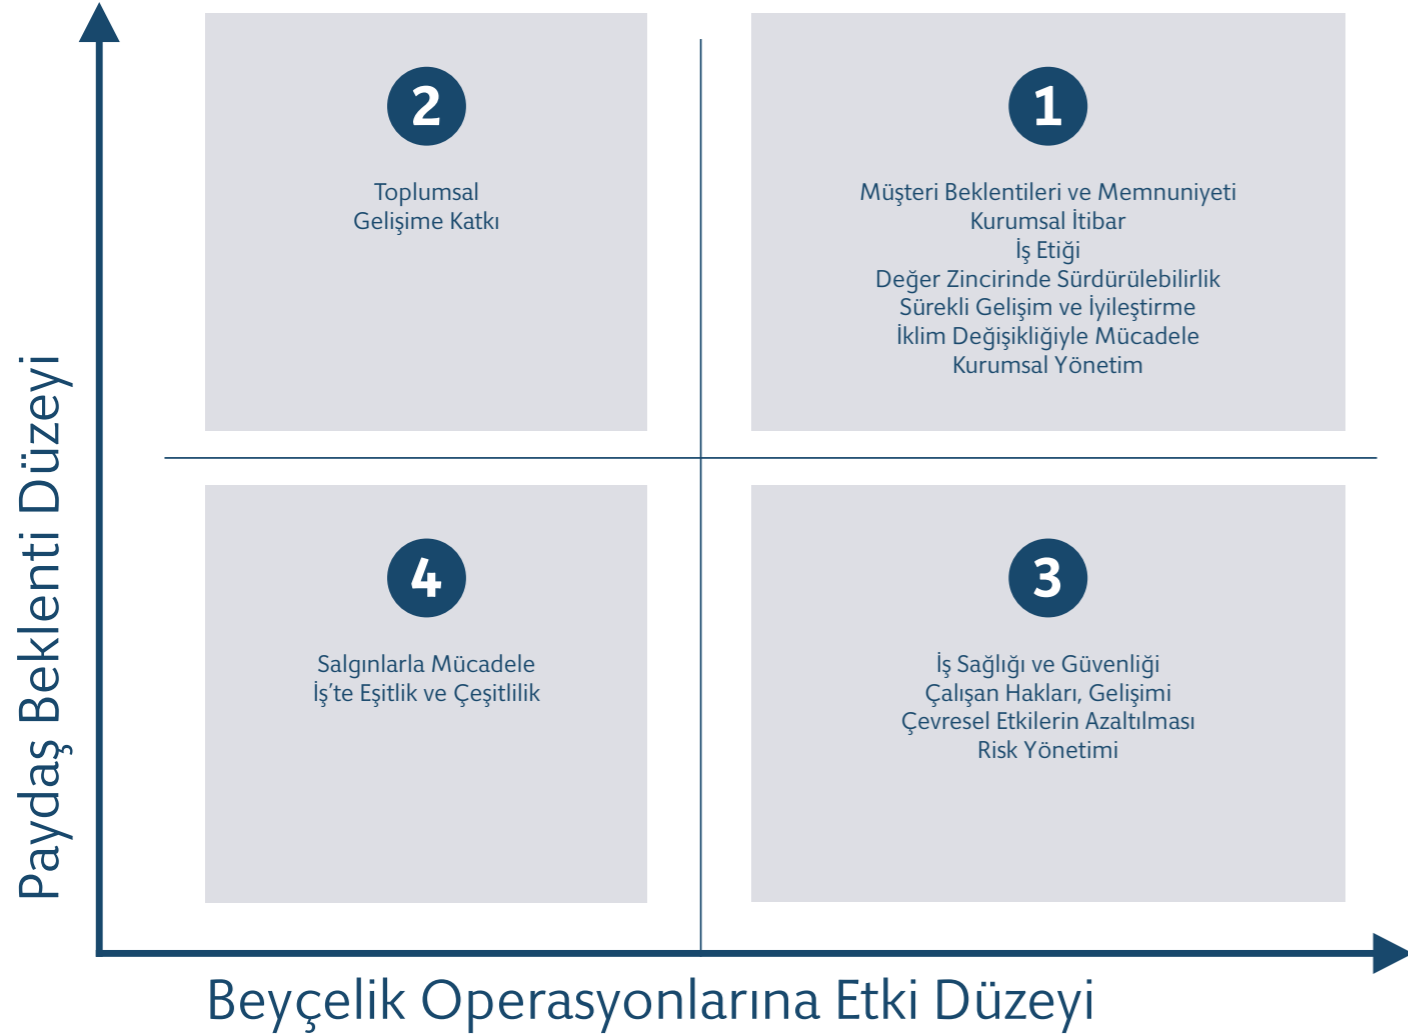 Paydaş Beklenti Düzeyi
2
Toplumsal
Gelişime Katkı
1
Müşteri Beklentileri ve Memnuniyeti
Kurumsal İtibar
İş Etiği
Değer Zincirinde Sürdürülebilirlik
Sürekli Gelişim ve İyileştirme
İklim Değişikliğiyle Mücadele
Kurumsal Yönetim
4
Salgınlarla Mücadele
İş’te Eşitlik ve Çeşitlilik
3
İş Sağlığı ve Güvenliği
Çalışan Hakları, Gelişimi
Çevresel Etkilerin Azaltılması
Risk Yönetimi
Beyçelik Operasyonlarına Etki Düzeyi